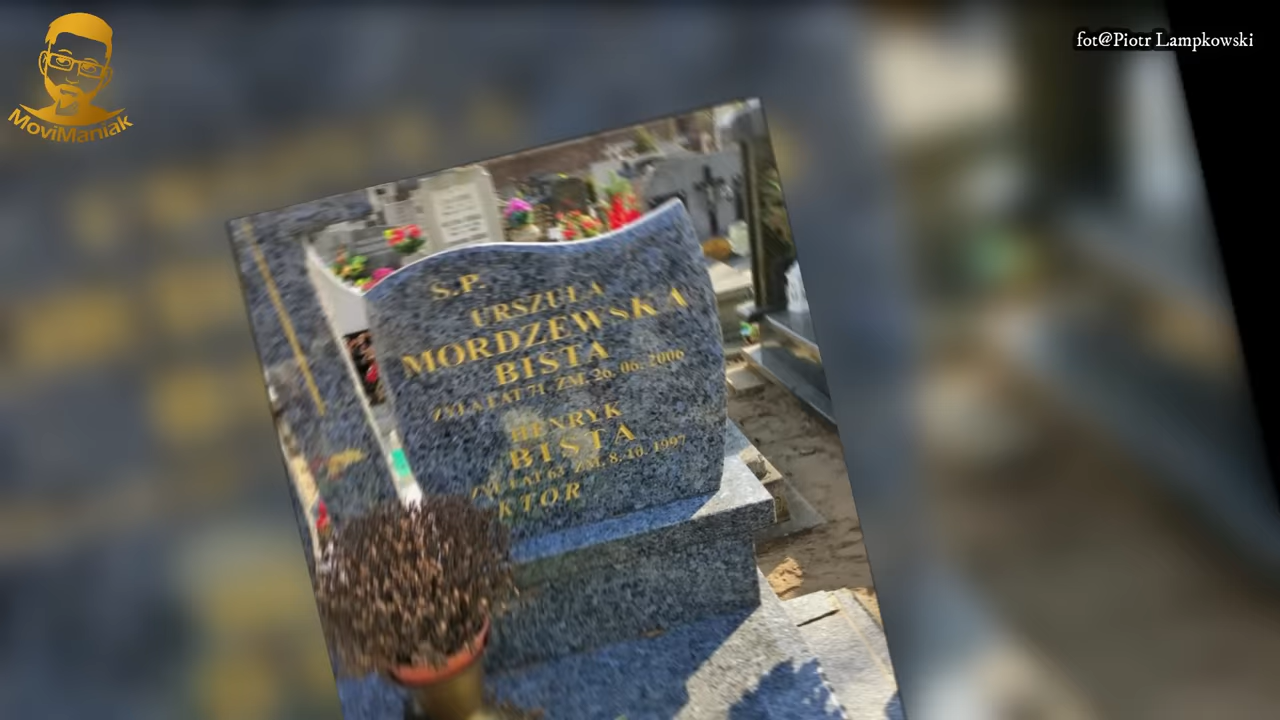 MoviManiak
fot@Piotr Lampkowski
S.P.
URSZULA
MORDZEWSKA
BISTA
ŻYŁA LAT 71, ZM. 26. 06. 2006
HENRYK
BISTA
ŻYŁ LAT 63, ZM. 8. 10. 1997
KTOR